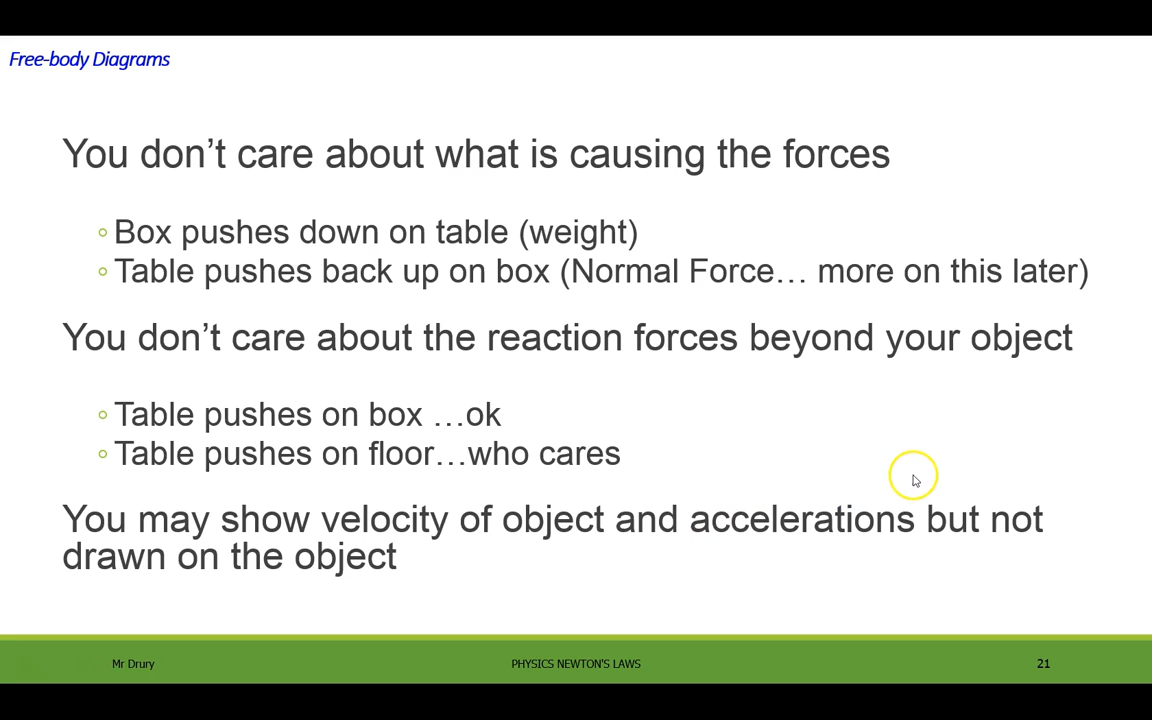 Free-body Diagrams
You don’t care about what is causing the forces
◦ Box pushes down on table (weight)
◦ Table pushes back up on box (Normal Force… more on this later)
You don’t care about the reaction forces beyond your object
◦ Table pushes on box …ok
◦ Table pushes on floor…who cares
You may show velocity of object and accelerations but not
drawn on the object
Mr Drury
PHYSICS NEWTON'S LAWS
21